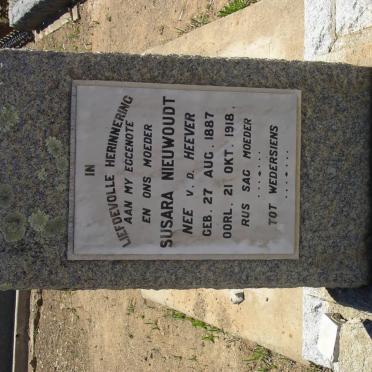 IN
LIEFDEVOLLE HERINNERING
AAN MY EGGENOTE
EN ONS MOEDER
SUSARA NIEUWOUDT
NEE V. D. HEEVER
GEB. 27 AUG. 1887
OORL. 21 OKT. 1918.
RUS SAG MOEDER
TOT WEDERSIENS